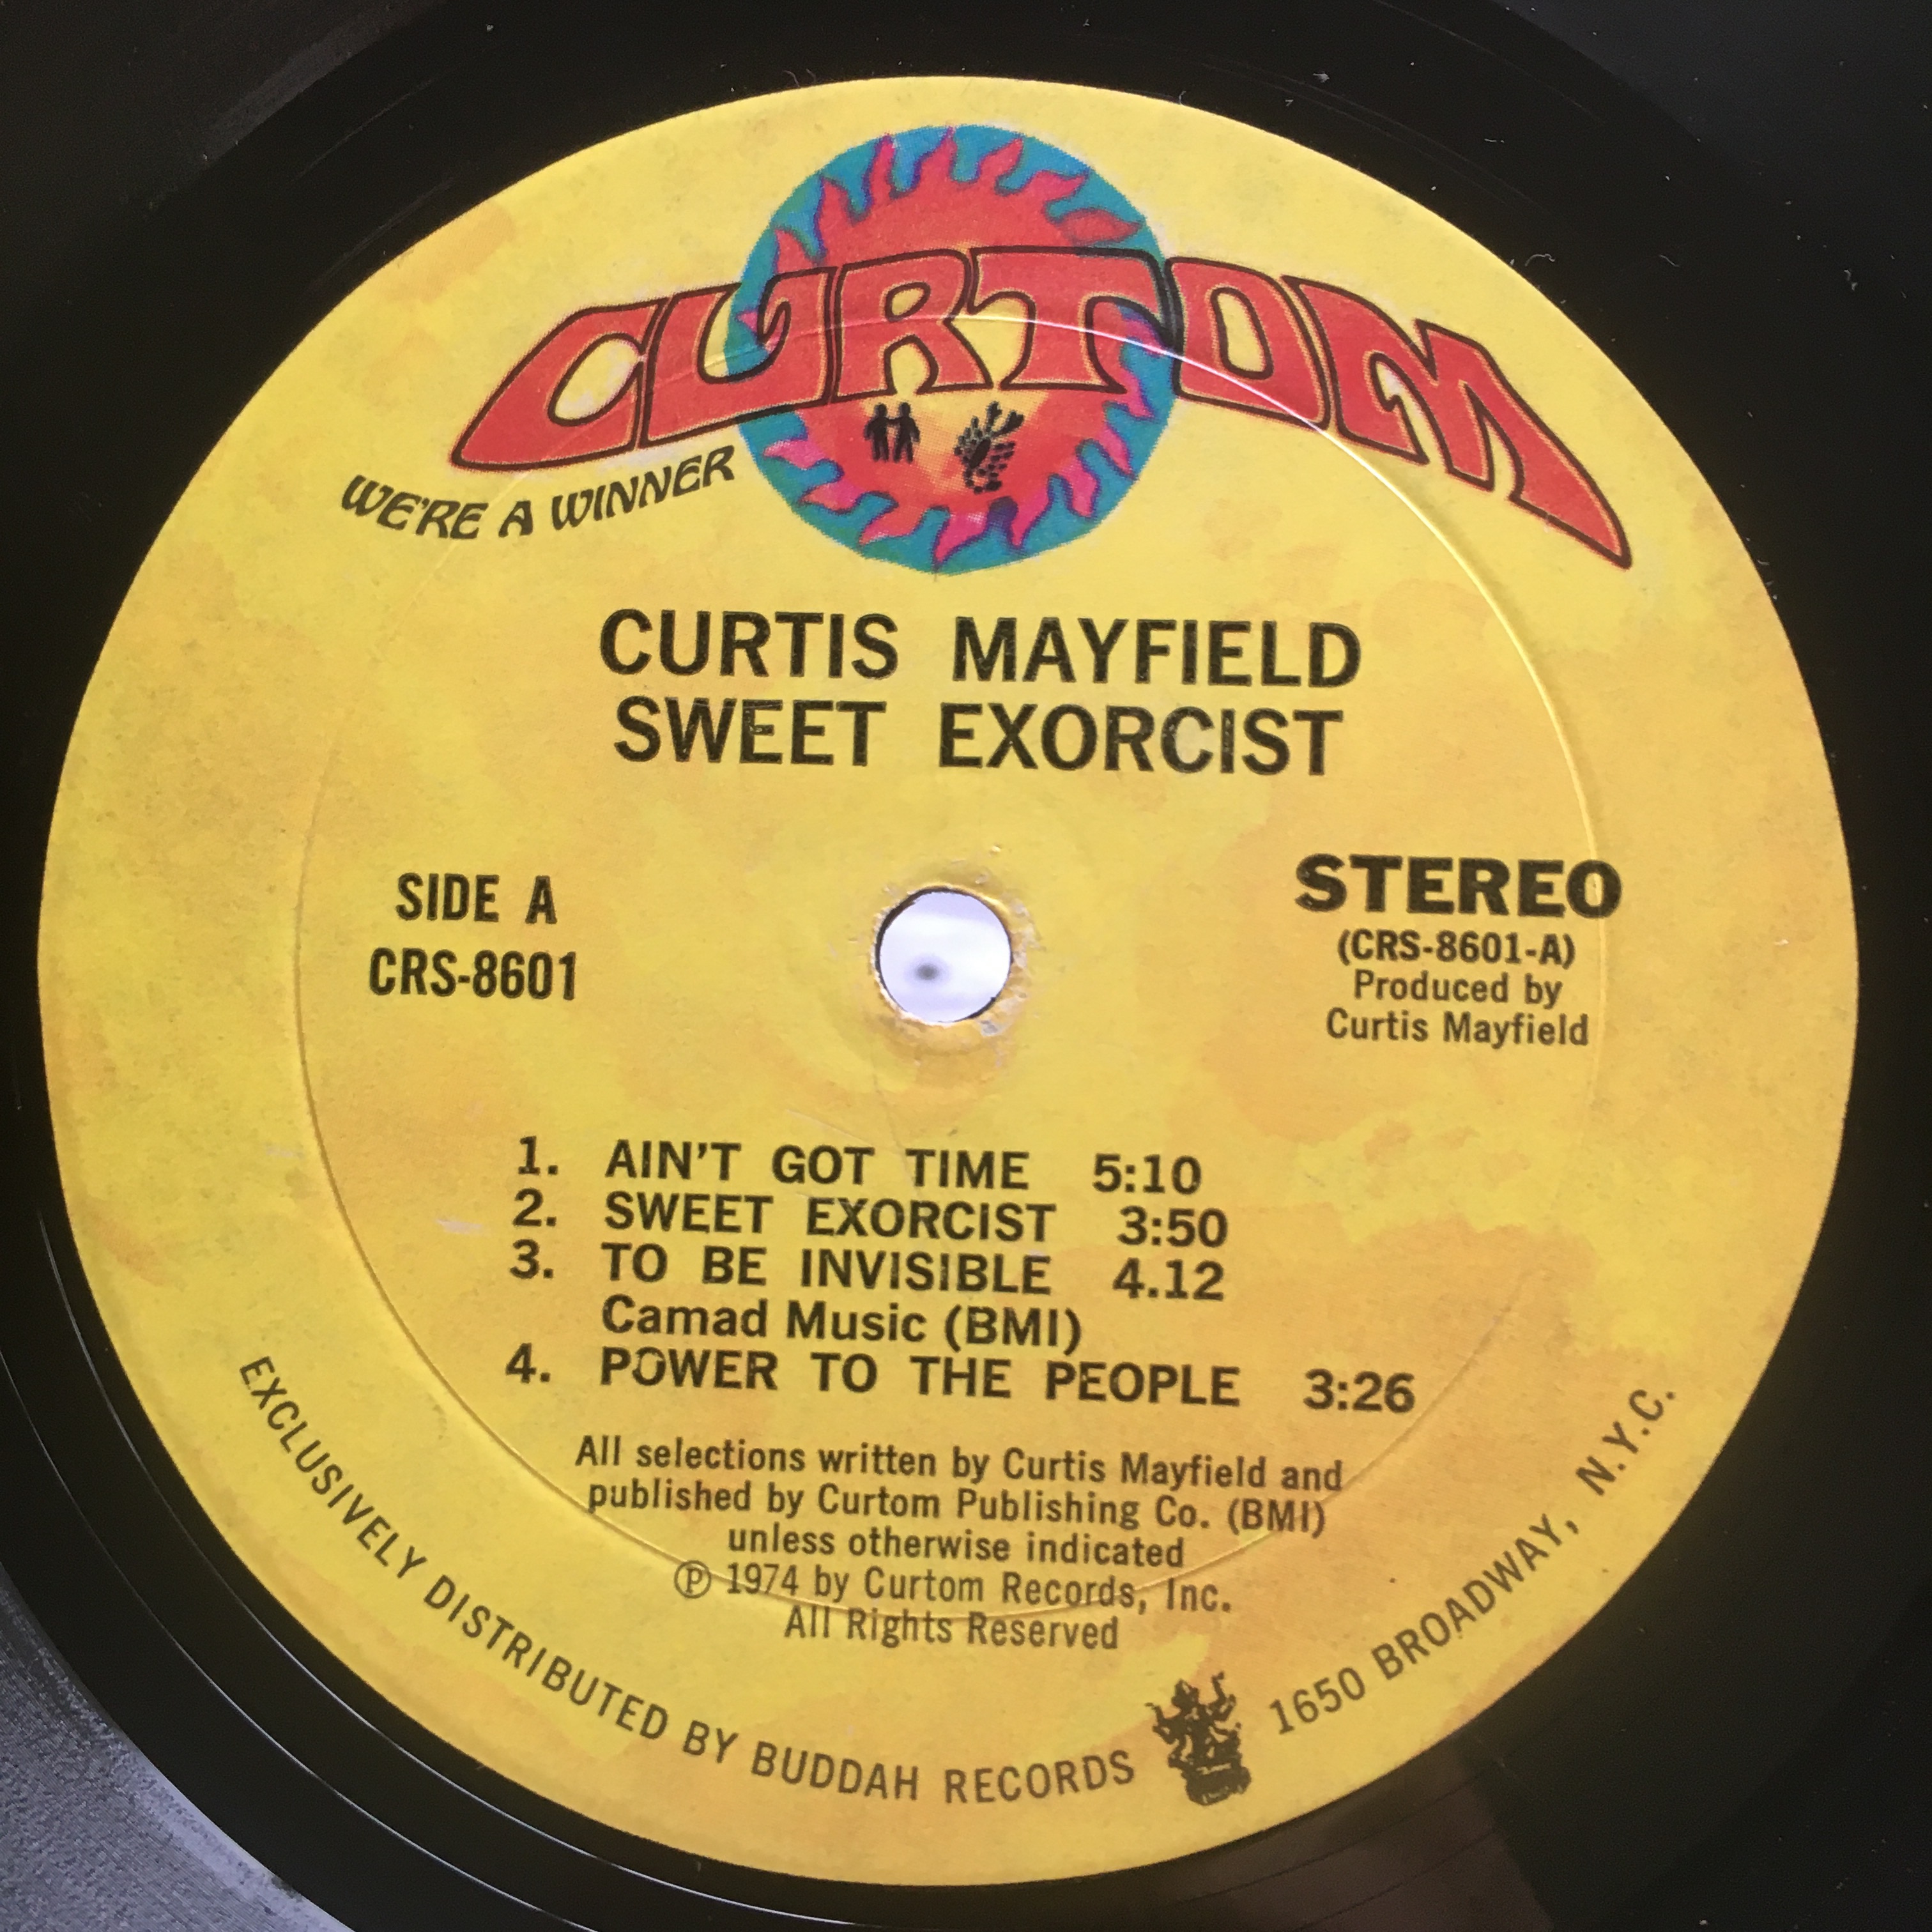 CURTOM
WE'RE A WINNER
CURTIS MAYFIELD
SWEET EXORCIST
SIDE A
CRS-8601
STEREO
(CRS-8601-A)
Produced by
Curtis Mayfield
1. AIN'T GOT TIME 5:10
2. SWEET EXORCIST 3:50
3. TO BE INVISIBLE 4.12
Camad Music (BMI)
4. POWER TO THE PEOPLE 3:26
All selections written by Curtis Mayfield and
published by Curtom Publishing Co. (BMI)
unless otherwise indicated
℗ 1974 by Curtom Records, Inc.
All Rights Reserved
EXCLUSIVELY DISTRIBUTED BY BUDDAH RECORDS 1650 BROADWAY, N.Y.C.